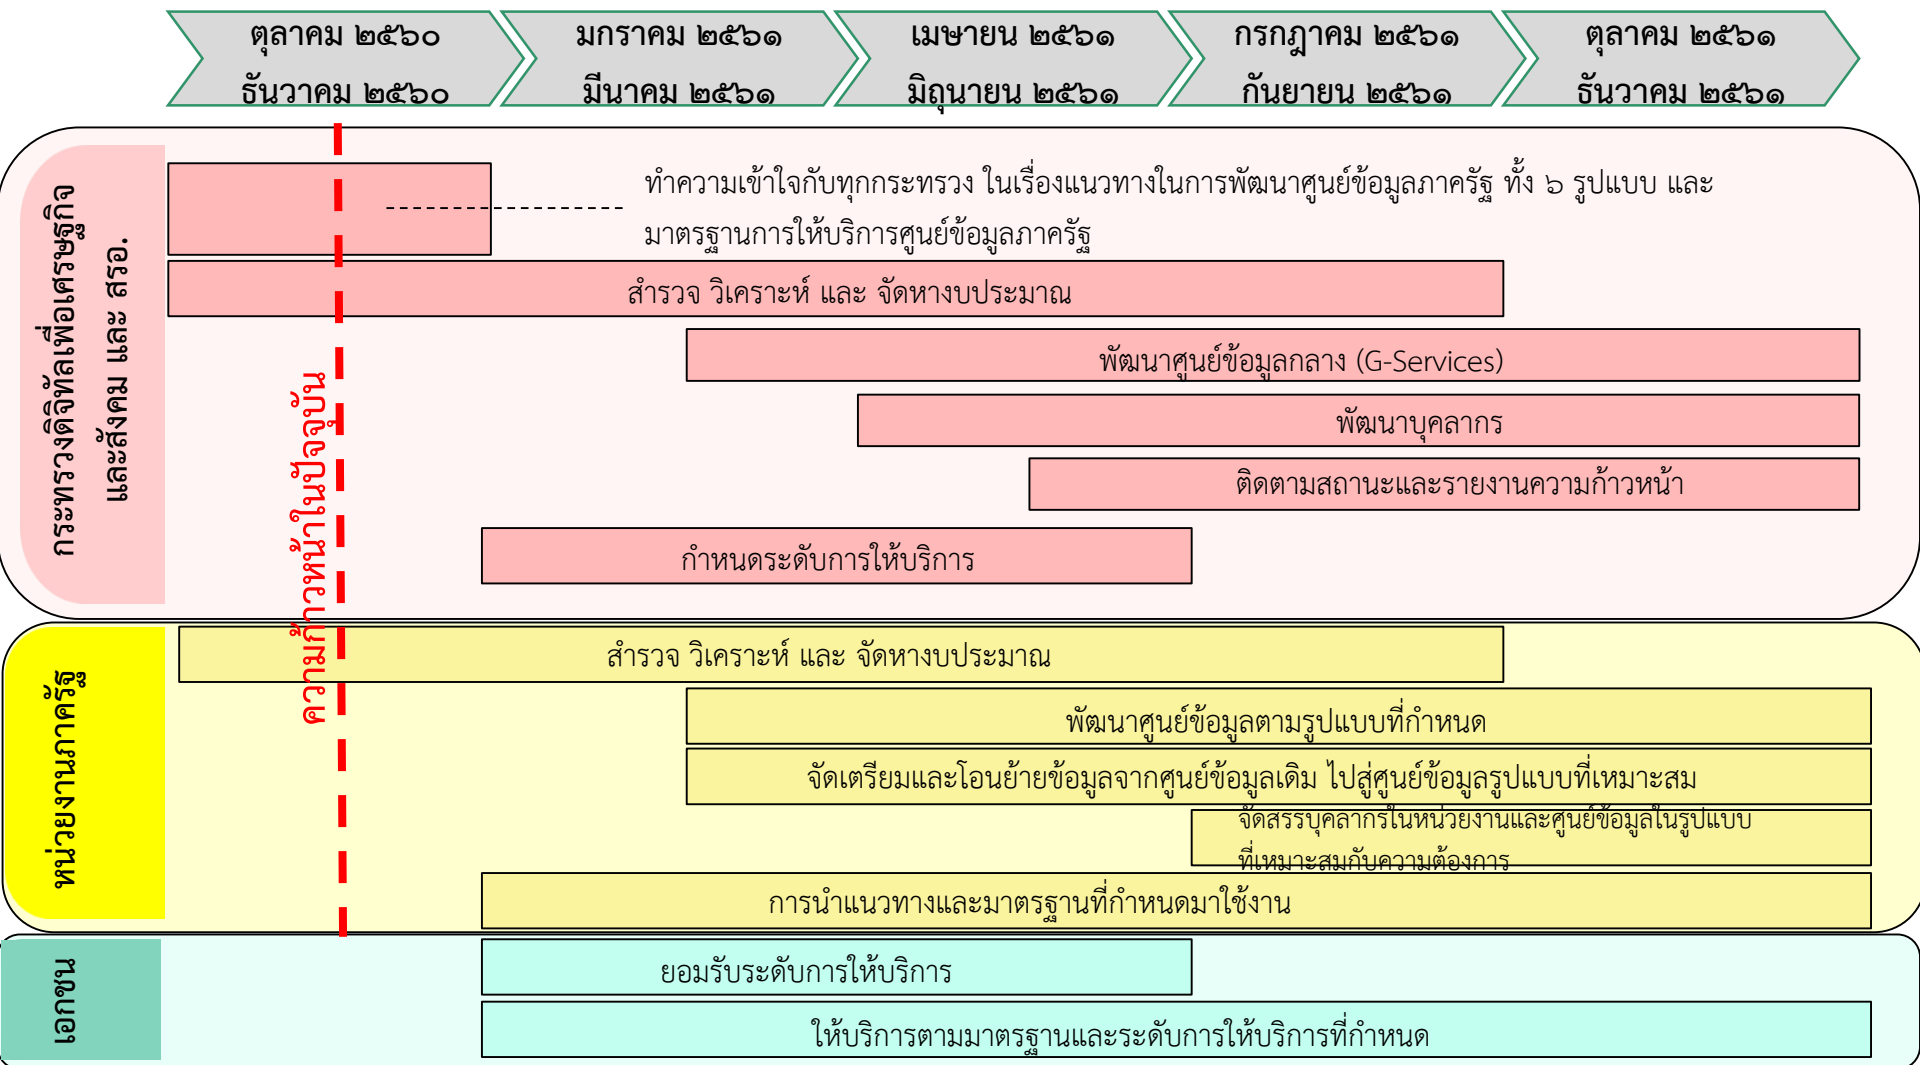 ตุลาคม ๒๕๖๐
ธันวาคม ๒๕๖๐
มกราคม ๒๕๖๑
มีนาคม ๒๕๖๑
เมษายน ๒๕๖๑
มิถุนายน ๒๕๖๑
กรกฎาคม ๒๕๖๑
กันยายน ๒๕๖๑
ตุลาคม ๒๕๖๑
ธันวาคม ๒๕๖๑
กระทรวงดิจิทัลเพื่อเศรษฐกิจ
และสังคม และ สรอ.
ทำความเข้าใจกับทุกกระทรวง ในเรื่องแนวทางในการพัฒนาศูนย์ข้อมูลภาครัฐ ทั้ง ๖ รูปแบบ และ
มาตรฐานการให้บริการศูนย์ข้อมูลภาครัฐ
สำรวจ วิเคราะห์ และ จัดหางบประมาณ
พัฒนาศูนย์ข้อมูลกลาง (G-Services)
พัฒนาบุคลากร
ติดตามสถานะและรายงานความก้าวหน้า
กำหนดระดับการให้บริการ
ความก้าวหน้าในปัจจุบัน
หน่วยงานภาครัฐ
สำรวจ วิเคราะห์ และ จัดหางบประมาณ
พัฒนาศูนย์ข้อมูลตามรูปแบบที่กำหนด
จัดเตรียมและโอนย้ายข้อมูลจากศูนย์ข้อมูลเดิม ไปสู่ศูนย์ข้อมูลรูปแบบที่เหมาะสม
จัดสรรบุคลากรในหน่วยงานและศูนย์ข้อมูลในรูปแบบ
ที่เหมาะสมกับความต้องการ
การนำแนวทางและมาตรฐานที่กำหนดมาใช้งาน
เอกชน
ยอมรับระดับการให้บริการ
ให้บริการตามมาตรฐานและระดับการให้บริการที่กำหนด